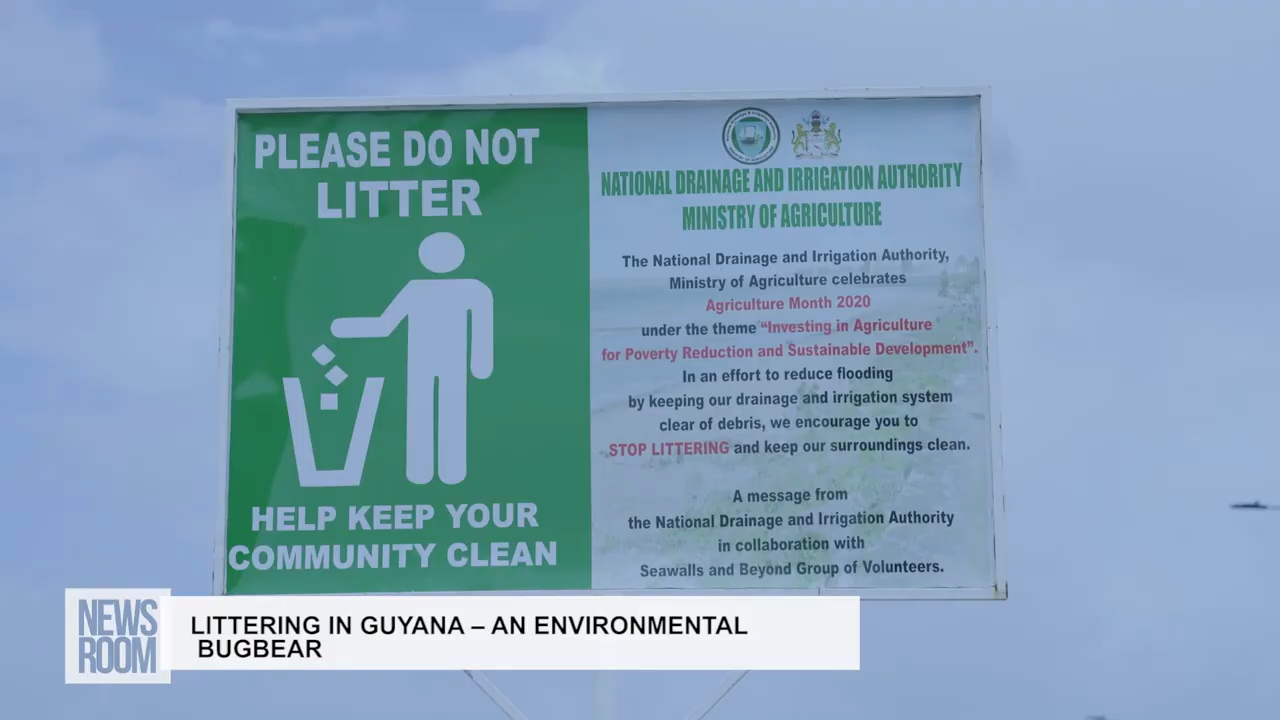 PLEASE DO NOT
LITTER
HELP KEEP YOUR
COMMUNITY CLEAN
NATIONAL DRAINAGE AND IRRIGATION AUTHORITY
MINISTRY OF AGRICULTURE
The National Drainage and Irrigation Authority,
Ministry of Agriculture celebrates
Agriculture Month 2020
under the theme “Investing in Agriculture
for Poverty Reduction and Sustainable Development”.
In an effort to reduce flooding
by keeping our drainage and irrigation system
clear of debris, we encourage you to
STOP LITTERING and keep our surroundings clean.
A message from
the National Drainage and Irrigation Authority
in collaboration with
Seawalls and Beyond Group of Volunteers.
NEWS
ROOM
LITTERING IN GUYANA – AN ENVIRONMENTAL
BUGBEAR